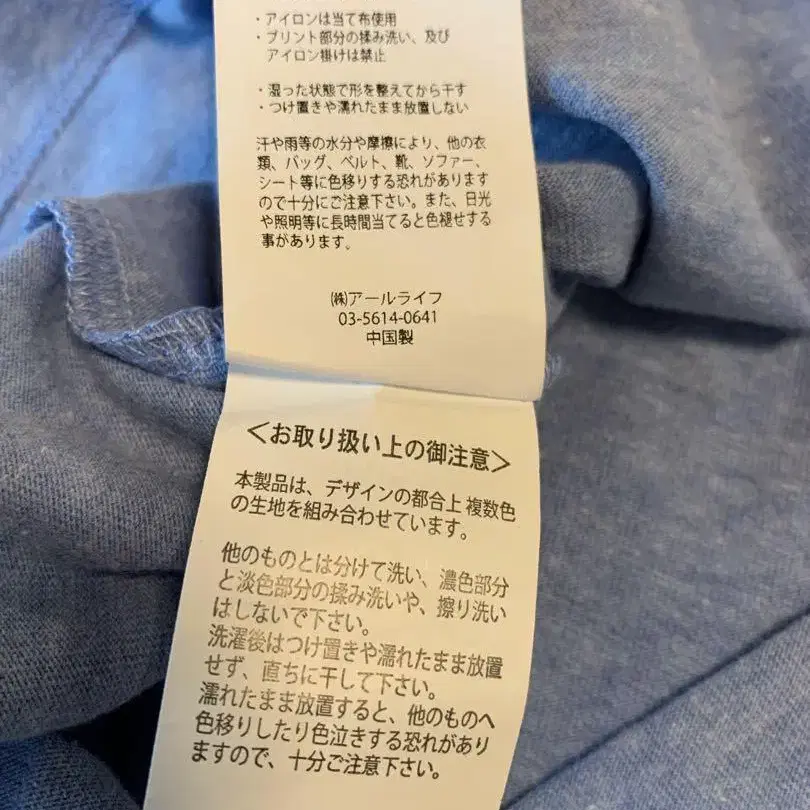 ・アイロンは当て布使用
・プリント部分の揉み洗い、及び
アイロン掛けは禁止
・湿った状態で形を整えてから干す
・つけ置きや濡れたまま放置しない
汗や雨等の水分や摩擦により、他の衣
類、バッグ、ベルト、靴、ソファー、
シート等に色移りする恐れがあります
ので十分にご注意下さい。また、日光
や照明等に長時間当てると色褪せする
事があります。
㈱アールライフ
03-5614-0641
中国製
＜お取り扱い上の御注意＞
本製品は、デザインの都合上 複数色
の生地を組み合わせています。
他のものとは分けて洗い、濃色部分
と淡色部分の揉み洗いや、擦り洗い
はしないで下さい。
洗濯後はつけ置きや濡れたまま放置
せず、直ちに干して下さい。
濡れたまま放置すると、他のものへ
色移りしたり色泣きする恐れがあり
ますので、十分ご注意下さい。